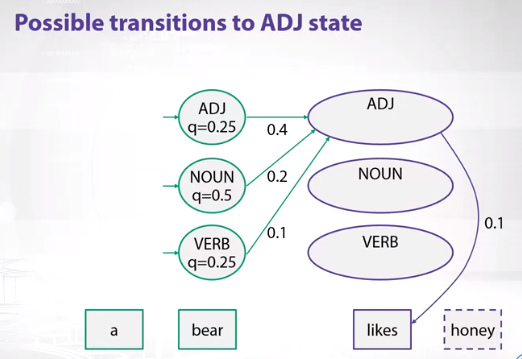 Possible transitions to ADJ state
ADJ
q=0.25
0.4
ADJ
NOUN
q=0.5
0.2
NOUN
VERB
q=0.25
0.1
VERB
0.1
a
bear
likes
honey